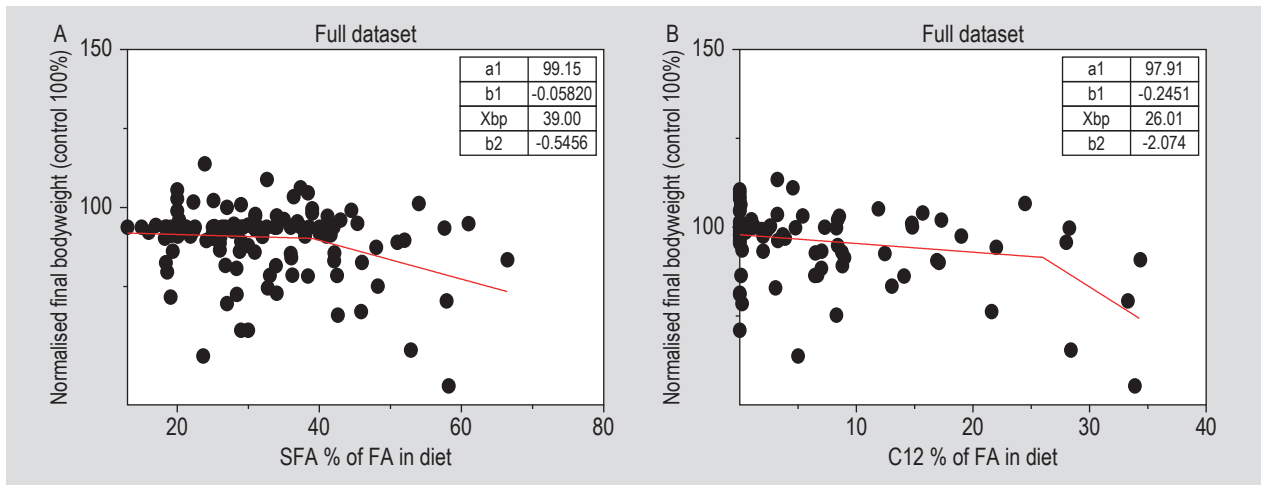 A
Full dataset
Normalised final bodyweight (control 100%)
150
100
a1 99.15
b1 -0.05820
Xbp 39.00
b2 -0.5456
20 40 60 80
SFA % of FA in diet
B
Full dataset
Normalised final bodyweight (control 100%)
150
100
a1 97.91
b1 -0.2451
Xbp 26.01
b2 -2.074
10 20 30 40
C12 % of FA in diet